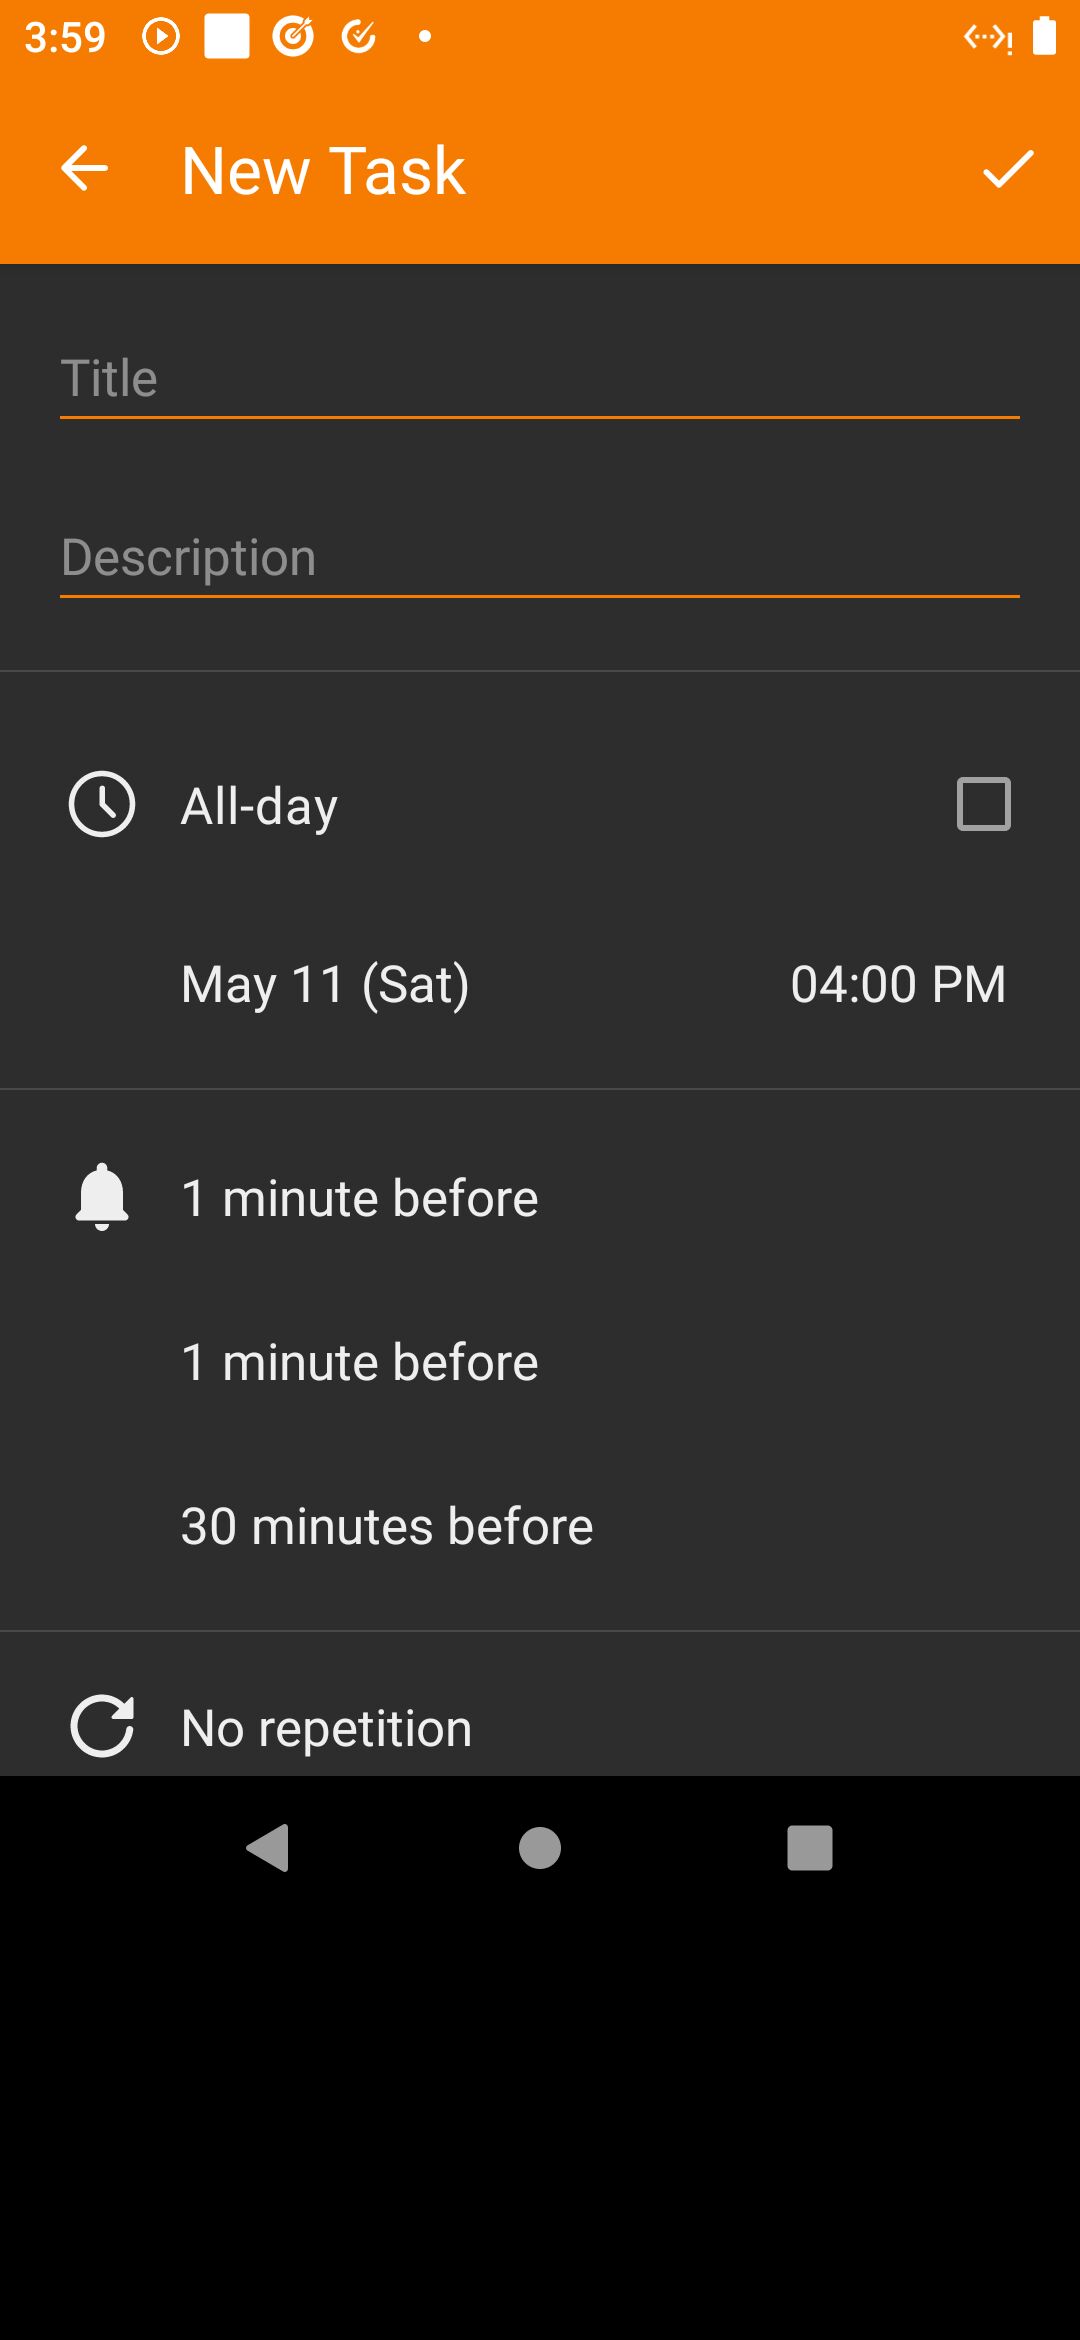 3:59
New Task
Title
Description
All-day
May 11 (Sat) 04:00 PM
1 minute before
1 minute before
30 minutes before
No repetition